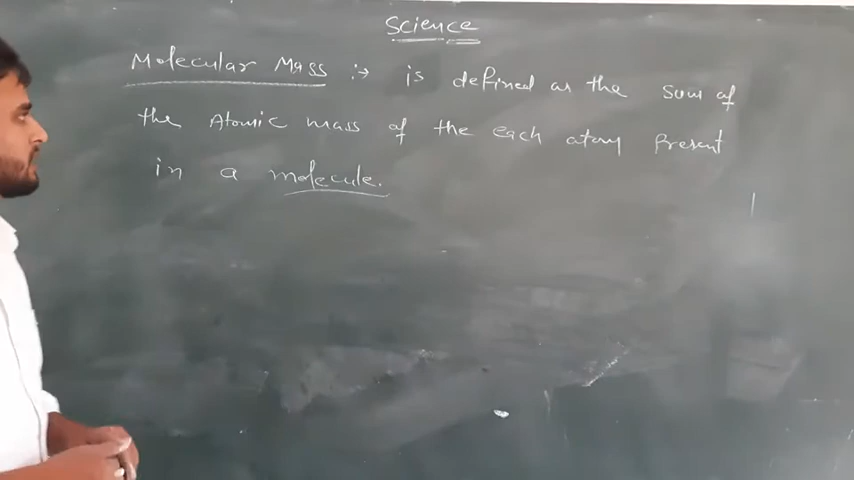 Science
Molecular Mass :→ is defined as the sum of
the Atomic mass of the each atom Present
in a molecule.